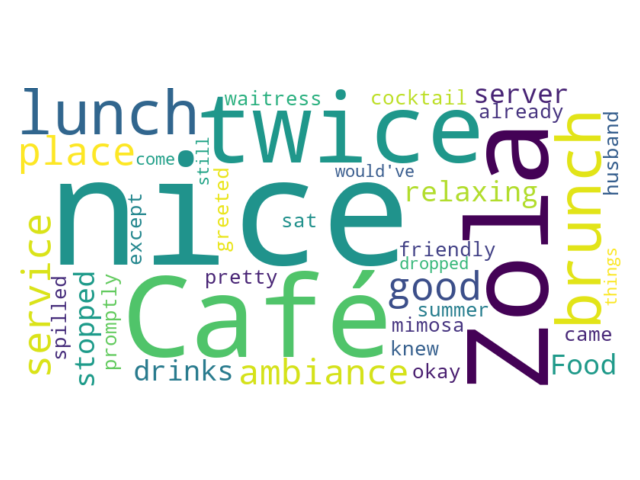 lunch
twice
waitress
cocktail
server
already
place
come
still
would've
Zola
brunch
husband
nice
greeted
sat
relaxing
except
service
spilled
stopped
promptly
Café
pretty
friendly
dropped
good
summer
mimosa
knew
things
came
drinks
ambiance
okay
Food